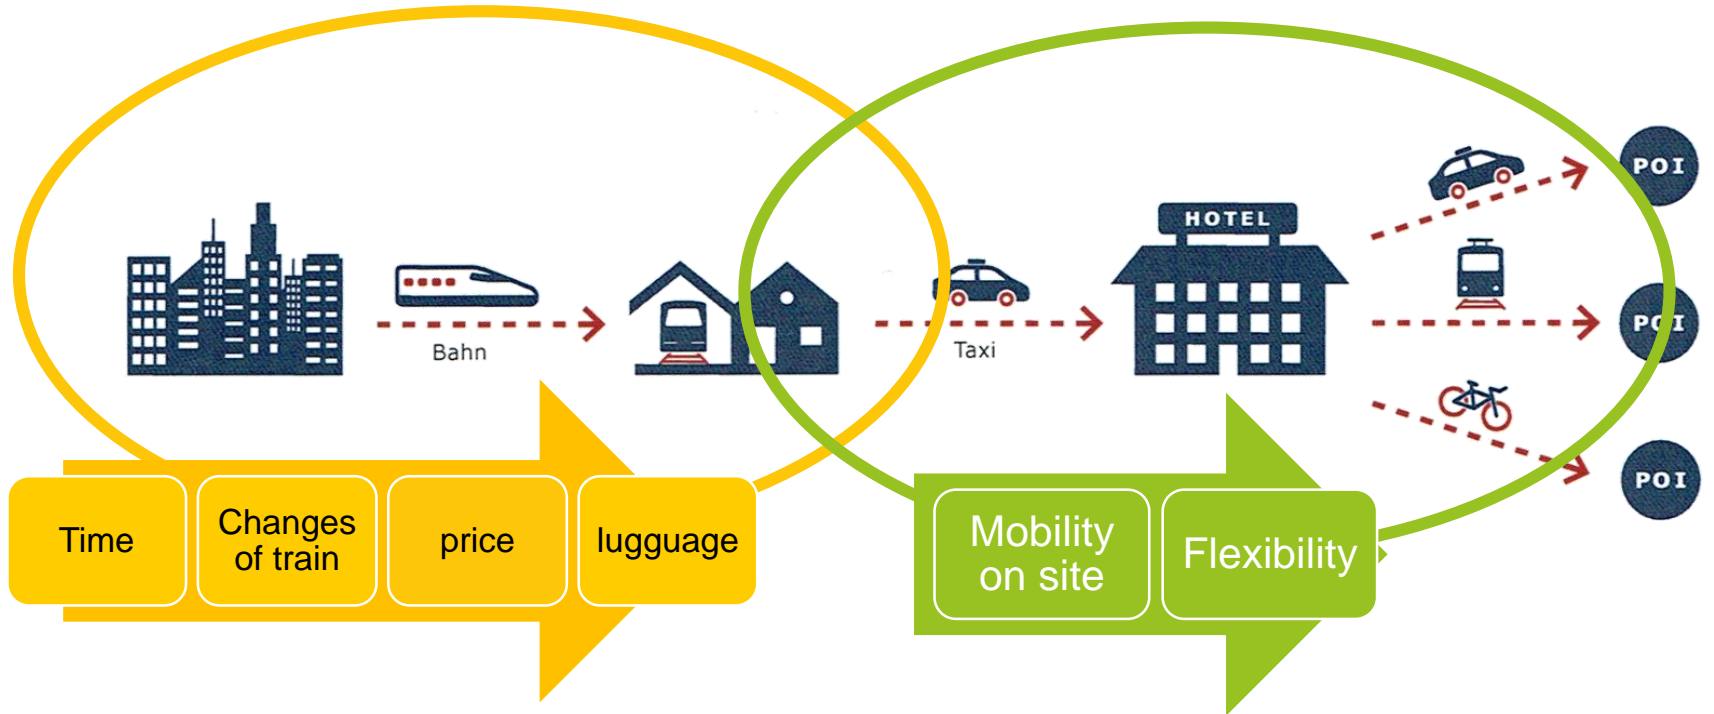 POI
HOTEL
Bahn
Taxi
POI
POI
Time
Changes
of train
price
lugguage
Mobility
on site
Flexibility